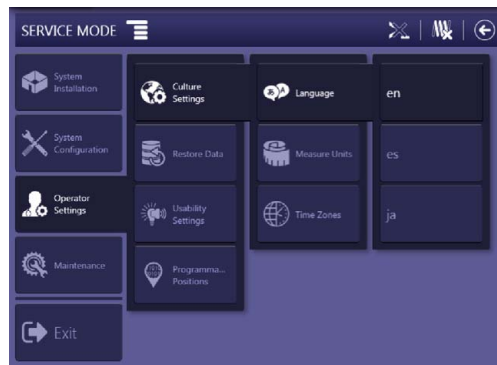 SERVICE MODE
System
Installation
System
Configuration
Operator
Settings
Maintenance
Exit
Culture
Settings
Restore Data
Usability
Settings
Programma...
Positions
Language
Measure Units
Time Zones
en
es
ja